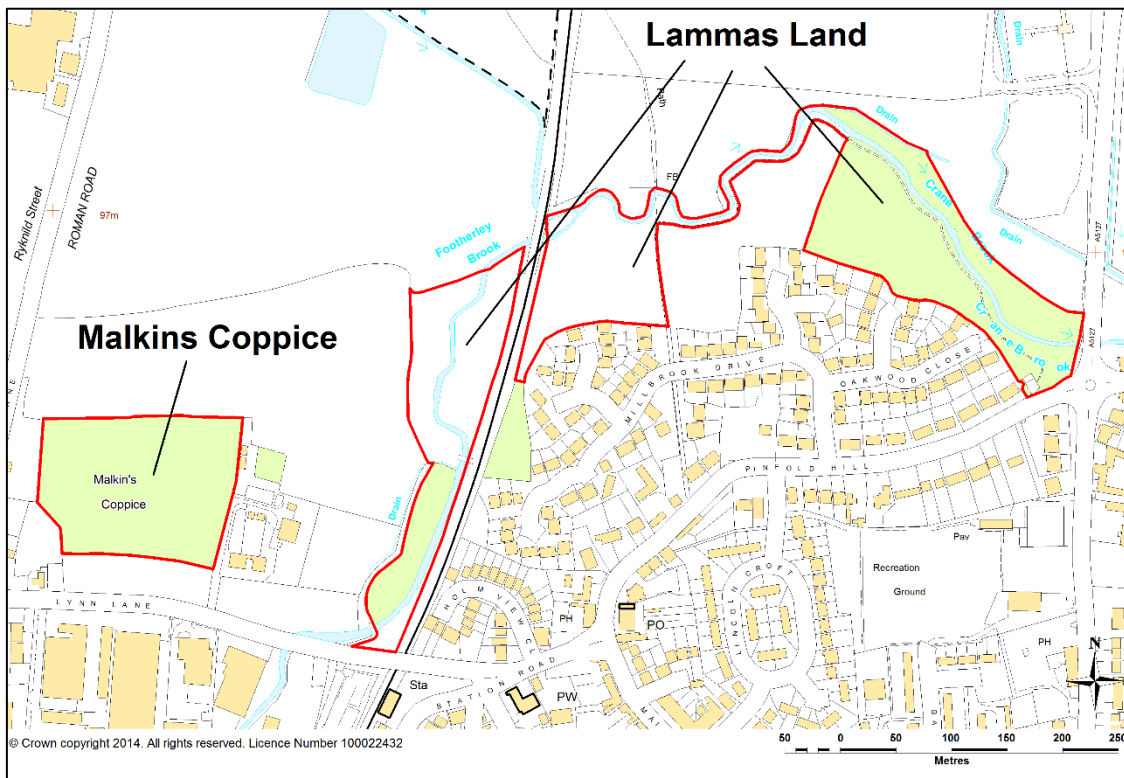 Lammas Land
Drain
Drain
Path
Ryknild Street
ROMAN ROAD
97m
FB
Crane
Brook
Drain
A5127
Footherley
Brook
Malkins Coppice
Malkin's
Coppice
Drain
MILLBROOK DRIVE
OAKWOOD CLOSE
A5127
PINFOLD HILL
Pav
Recreation
Ground
LYNN LANE
HOLM VIEW C
PH
PO
LINCOLN CROFT
PH
N
Sta
STATION ROAD
PW
© Crown copyright 2014. All rights reserved. Licence Number 100022432
50 0 50 100 150 200 250
Metres